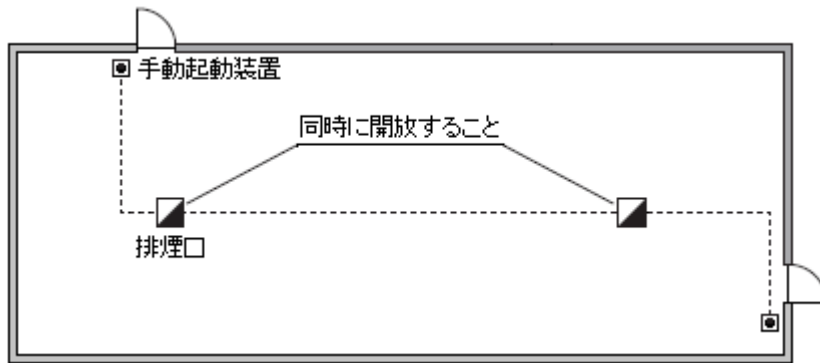 手動起動装置
同時に開放すること
排煙口